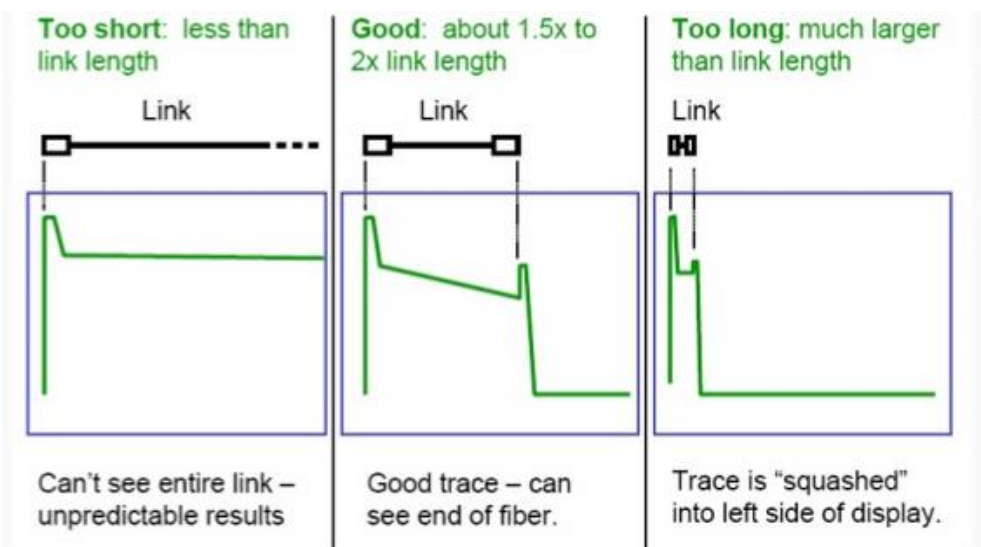 Too short: less than
link length
Link
Can't see entire link –
unpredictable results
Good: about 1.5x to
2x link length
Link
Good trace – can
see end of fiber.
Too long: much larger
than link length
Link
Trace is “squashed”
into left side of display.